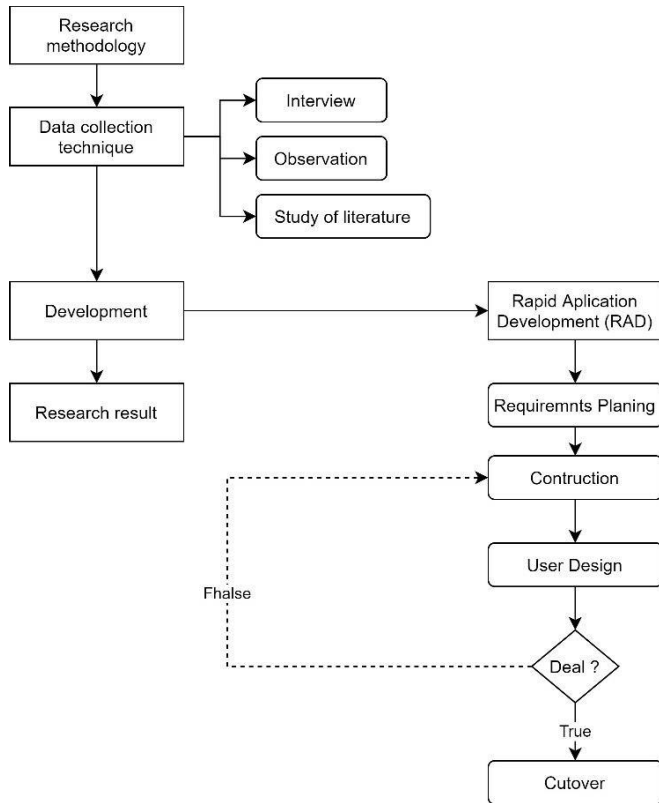 Research
methodology
Data collection
technique
Interview
Observation
Study of literature
Development
Rapid Aplication
Development (RAD)
Research result
Requiremnts Planing
Contruction
User Design
Fhalse
Deal ?
True
Cutover